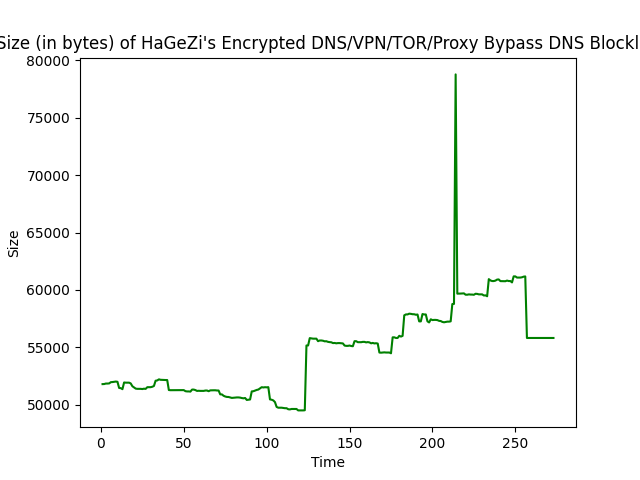 Size (in bytes) of HaGeZi's Encrypted DNS/VPN/TOR/Proxy Bypass DNS Blockl
80000
75000
70000
65000
60000
55000
50000
Size
0 50 100 150 200 250
Time